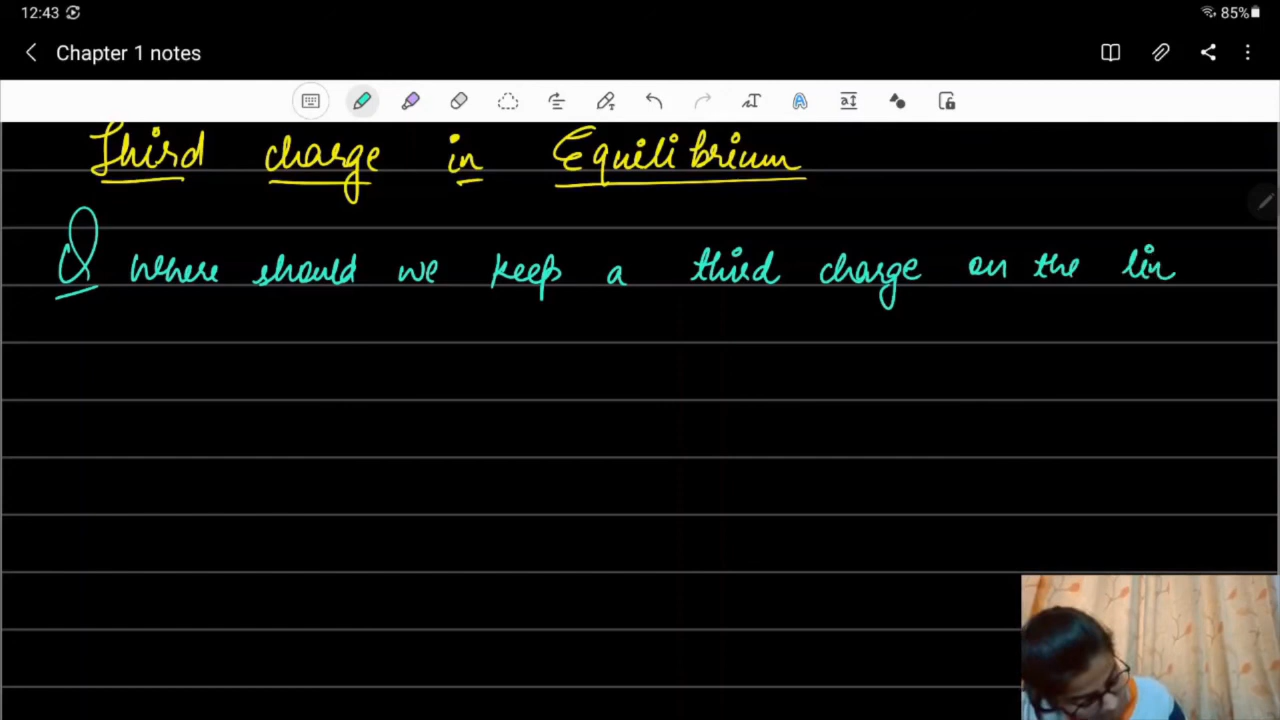 12:43
85%
Chapter 1 notes
Third charge in Equilibrium
Q where should we keep a third charge on the lin